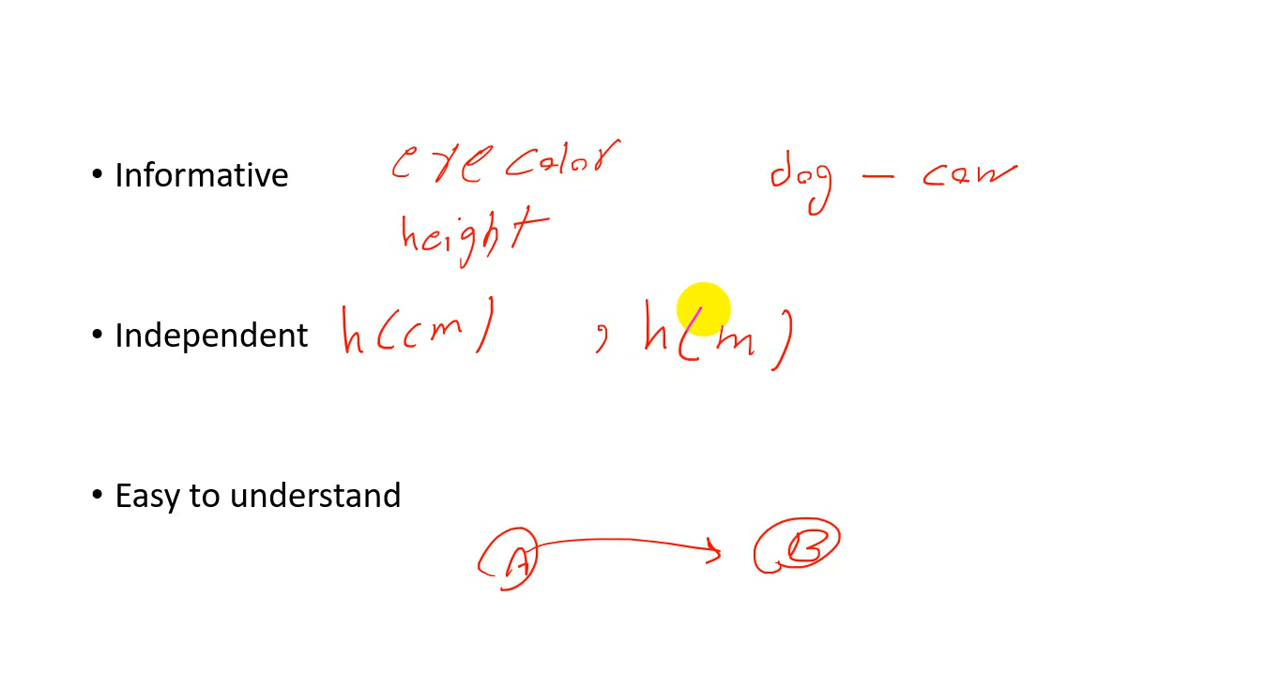 • Informative eye color dog - cow
height
• Independent h(cm) , h(m)
• Easy to understand
A → B